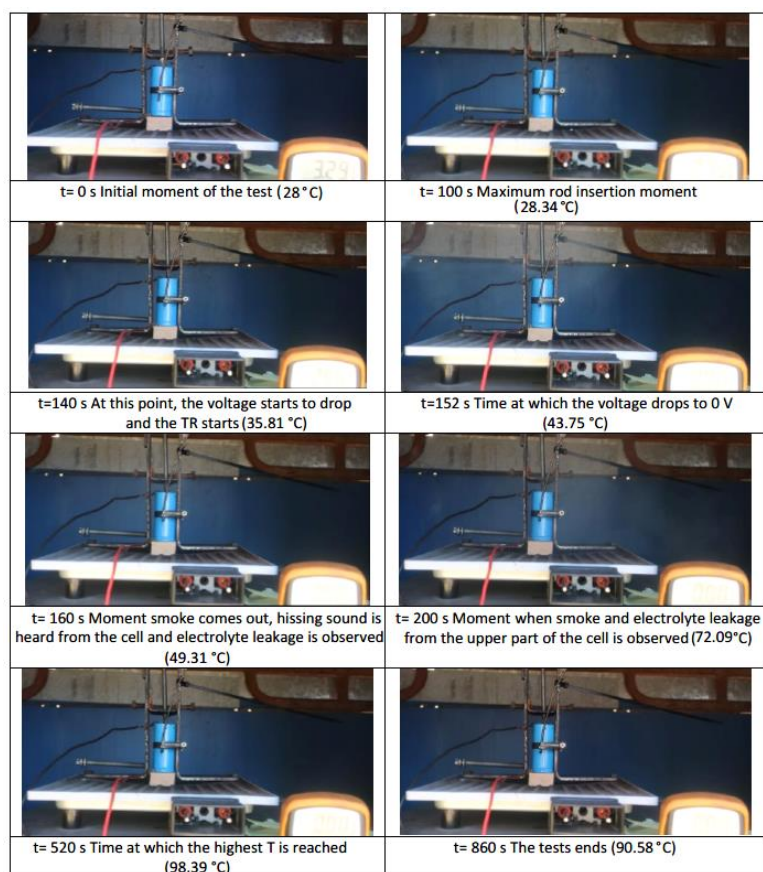 3.29
t= 0 s Initial moment of the test (28 °C)
t= 100 s Maximum rod insertion moment
(28.34 °C)
t=140 s At this point, the voltage starts to drop
and the TR starts (35.81 °C)
t=152 s Time at which the voltage drops to 0 V
(43.75 °C)
t= 160 s Moment smoke comes out, hissing sound is
heard from the cell and electrolyte leakage is observed
(49.31 °C)
t= 200 s Moment when smoke and electrolyte leakage
from the upper part of the cell is observed (72.09°C)
t= 520 s Time at which the highest T is reached
(98.39 °C)
t= 860 s The tests ends (90.58 °C)